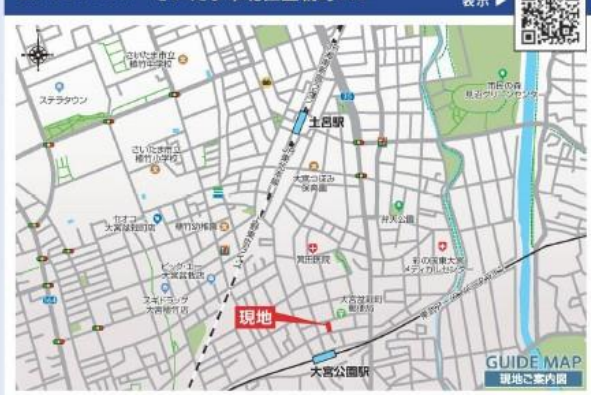 表示 ▶
さいたま市立
植竹中学校
ステラタウン
市民の森
見沼グリーンセンター
35
土呂駅
さいたま市立
植竹小学校
大宮つぼみ
保育園
セオコ
大宮盆栽町店
植竹幼稚園
弁天公園
ビッグ・エー
大宮盆栽店
スギドラッグ
大宮植竹店
彩の国東大宮
メディカルセンター
大宮盆栽町
郵便局
164
現地
大宮公園駅
GUIDE MAP
現地ご案内図